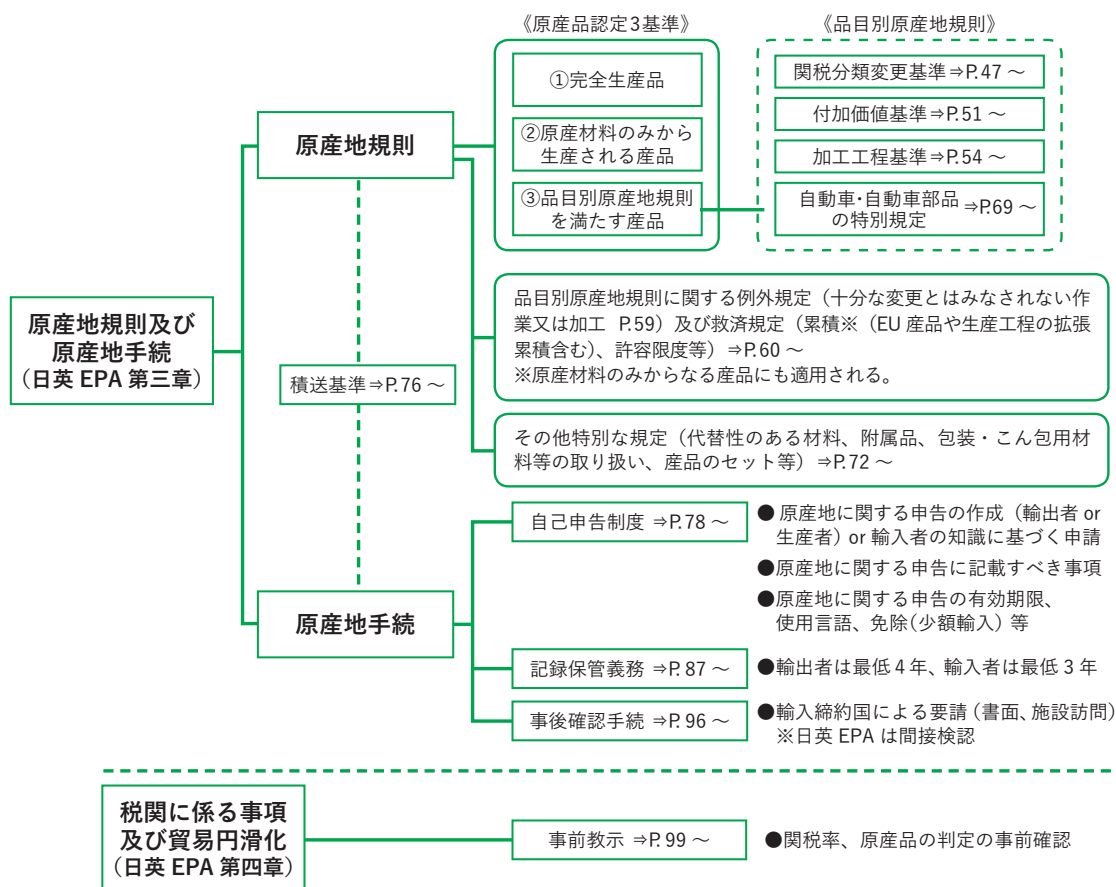 《原産品認定3基準》
《品目別原産地規則》
①完全生産品
②原産材料のみから
生産される産品
③品目別原産地規則
を満たす産品
関税分類変更基準⇒P.47 ～
付加価値基準⇒P.51 ～
加工工程基準⇒P.54 ～
自動車・自動車部品
の特別規定 ⇒P.69 ～
原産地規則
原産地規則及び
原産地手続
（日英 EPA 第三章）
積送基準⇒P.76 ～
品目別原産地規則に関する例外規定（十分な変更とはみなされない作
業又は加工 P.59）及び救済規定（累積※（EU 産品や生産工程の拡張
累積含む）、許容限度等）⇒P.60 ～
※原産材料のみからなる産品にも適用される。
その他特別な規定（代替性のある材料、附属品、包装・こん包用材
料等の取り扱い、産品のセット等）⇒P.72 ～
原産地手続
自己申告制度 ⇒P.78 ～
●原産地に関する申告の作成（輸出者 or
生産者）or 輸入者の知識に基づく申請
●原産地に関する申告に記載すべき事項
●原産地に関する申告の有効期限、
使用言語、免除（少額輸入）等
記録保管義務 ⇒P. 87 ～
●輸出者は最低 4 年、輸入者は最低 3 年
事後確認手続 ⇒P. 96 ～
●輸入締約国による要請（書面、施設訪問）
※日英 EPA は間接検認
税関に係る事項
及び貿易円滑化
（日英 EPA 第四章）
事前教示 ⇒P. 99 ～
●関税率、原産品の判定の事前確認